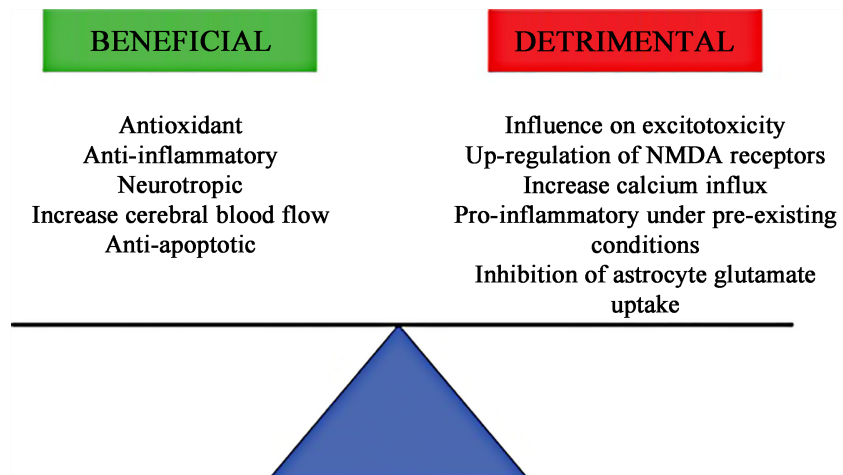 BENEFICIAL
Antioxidant
Anti-inflammatory
Neurotropic
Increase cerebral blood flow
Anti-apoptotic
DETRIMENTAL
Influence on excitotoxicity
Up-regulation of NMDA receptors
Increase calcium influx
Pro-inflammatory under pre-existing
conditions
Inhibition of astrocyte glutamate
uptake